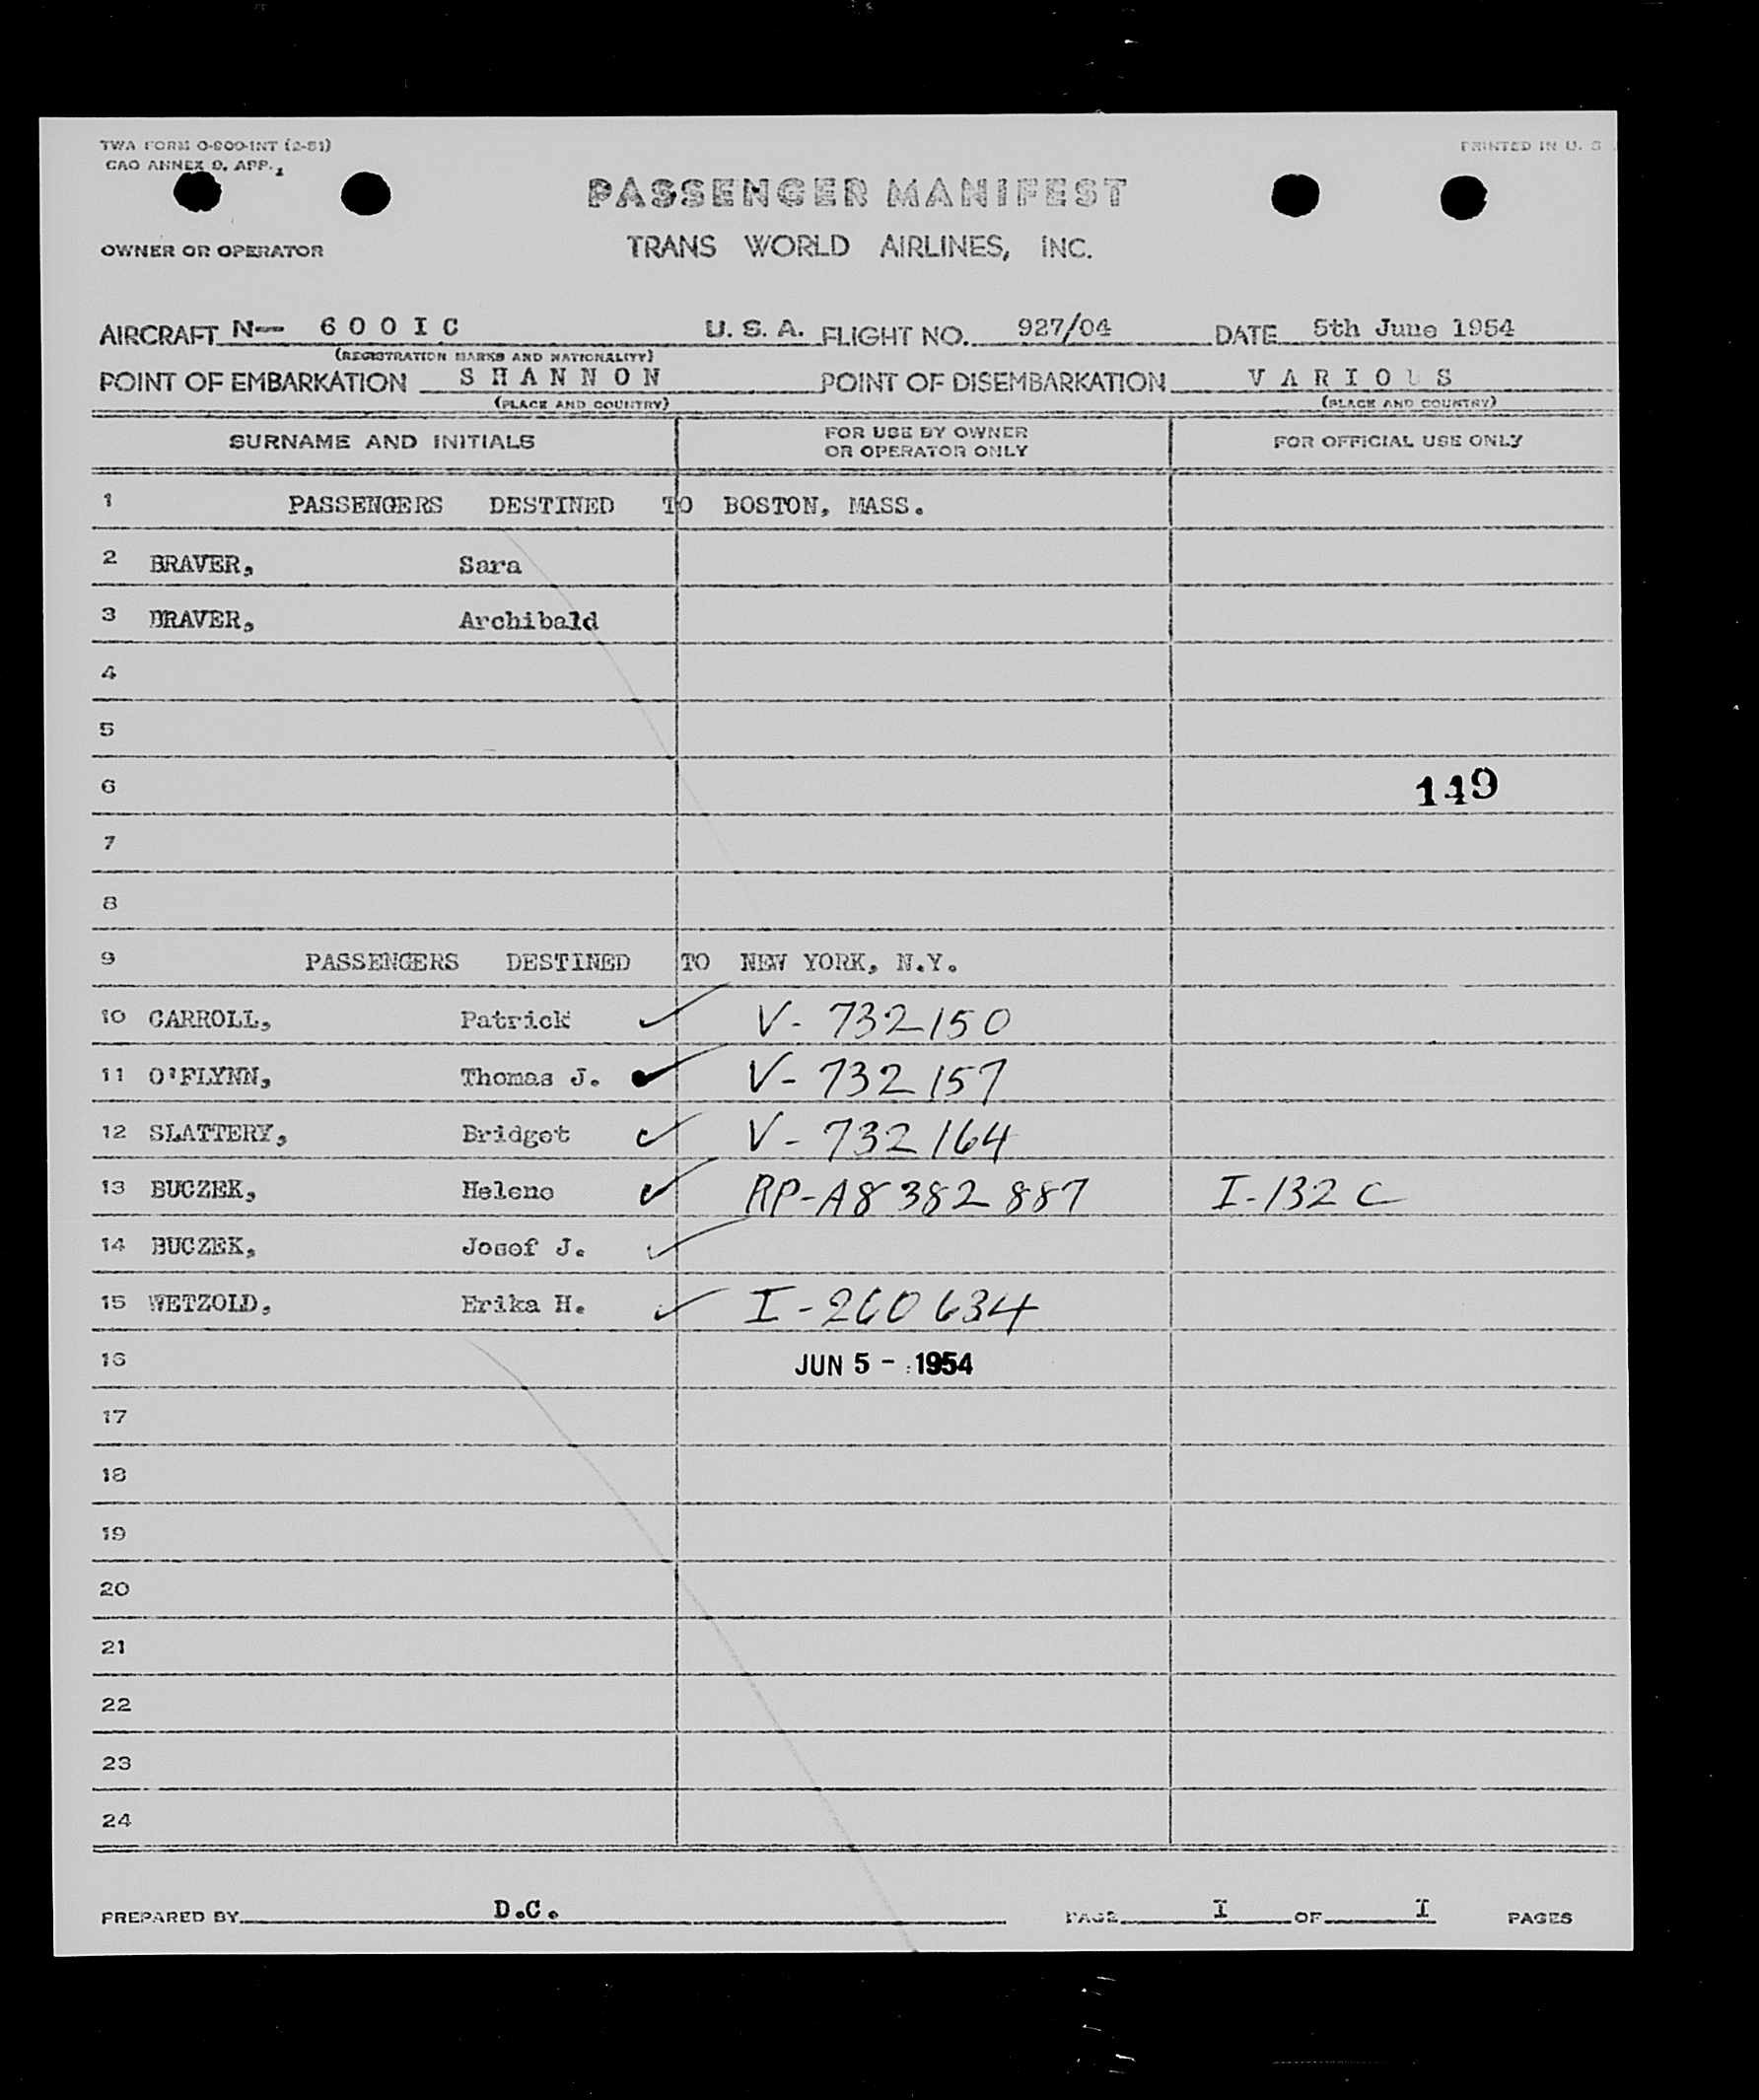 TWA FORM O-800-INT (2-51)
PRINTED IN U. S
CAO ANNEX 9, APP. 1
PASSENGER MANIFEST
OWNER OR OPERATOR TRANS WORLD AIRLINES, INC.
AIRCRAFT N— 6 0 0 I C U. S. A. FLIGHT NO. 927/04 DATE 5th June 1954
(REGISTRATION MARKS AND NATIONALITY)
POINT OF EMBARKATION S H A N N O N POINT OF DISEMBARKATION V A R I O U S
(PLACE AND COUNTRY) (PLACE AND COUNTRY)
SURNAME AND INITIALS FOR USE BY OWNER OR OPERATOR ONLY FOR OFFICIAL USE ONLY
1 PASSENGERS DESTINED TO BOSTON, MASS.
2 BRAVER, Sara
3 BRAVER, Archibald
4
5
6 149
7
8
9 PASSENGERS DESTINED TO NEW YORK, N.Y.
10 CARROLL, Patrick ✓ V- 732150
11 O'FLYNN, Thomas J. ✓ V- 732157
12 SLATTERY, Bridget ✓ V- 732164
13 BUCZEK, Helene ✓ RP-A8 382 887 I-132 C
14 BUCZEK, Josef J. ✓
15 WETZOLD, Erika H. ✓ I-260634
16 JUN 5 - 1954
17
18
19
20
21
22
23
24
PREPARED BY D.C. PAGE I OF I PAGES